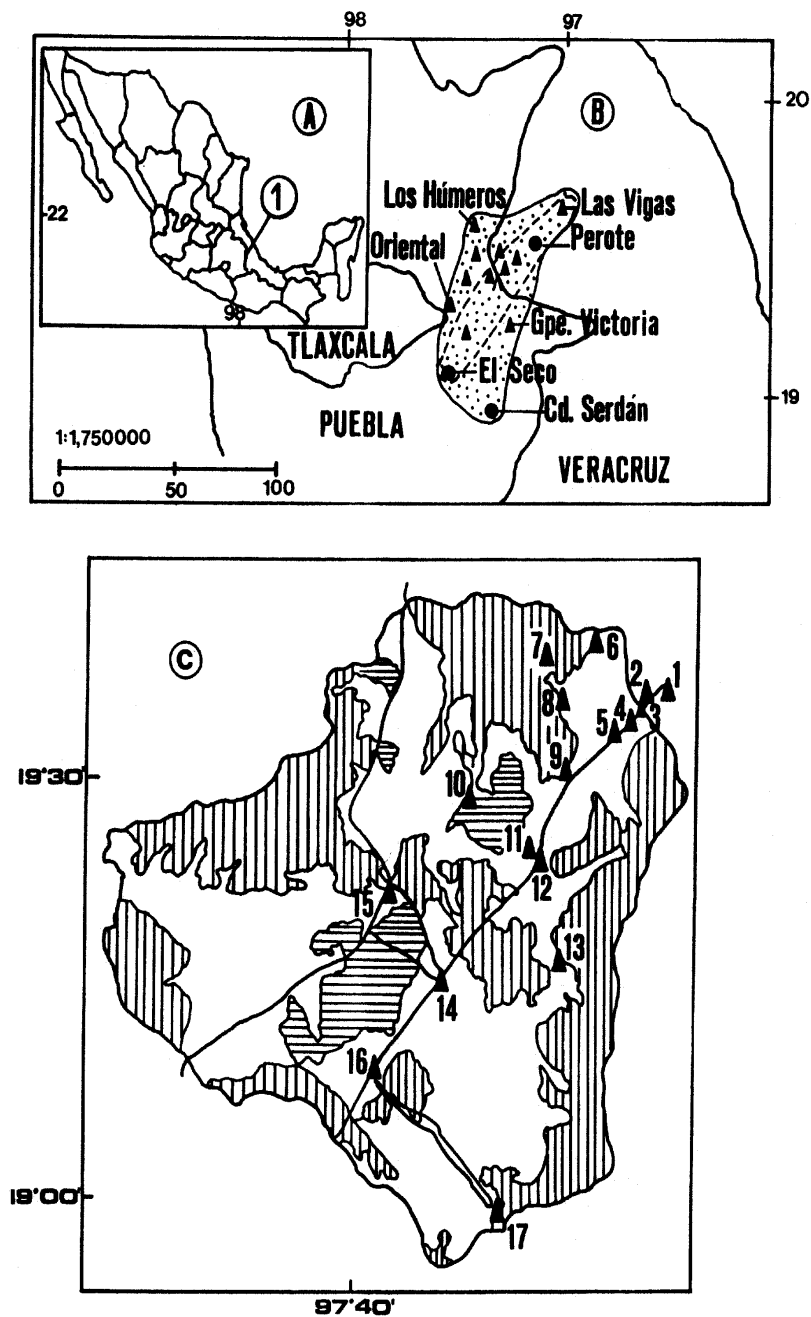 98
97
A
B
20
1
22
98
Los Húmeros
Las Vigas
Perote
Oriental
Gpe. Victoria
TLAXCALA
El Seco
19
Cd. Serdán
PUEBLA
VERACRUZ
1:1,750000
0
50
100
C
7
6
2
1
8
5
4
3
9
19°30'
10
11
12
15
13
14
16
19°00'
17
97°40'